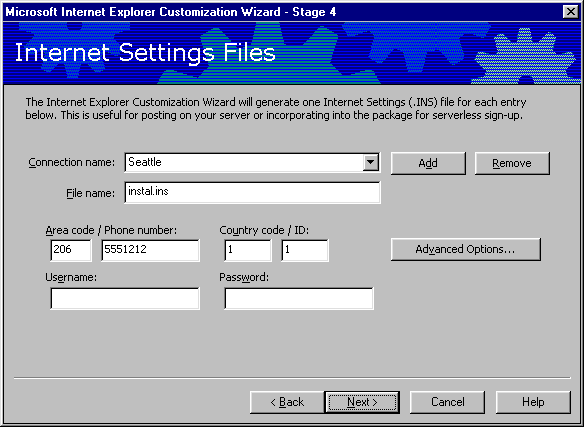 Microsoft Internet Explorer Customization Wizard - Stage 4
Internet Settings Files
The Internet Explorer Customization Wizard will generate one Internet Settings (.INS) file for each entry
below. This is useful for posting on your server or incorporating into the package for serverless sign-up.
Connection name: Seattle Add Remove
File name: instal.ins
Area code / Phone number: Country code / ID:
206 5551212 1 1 Advanced Options...
Username: Password:
< Back Next > Cancel Help